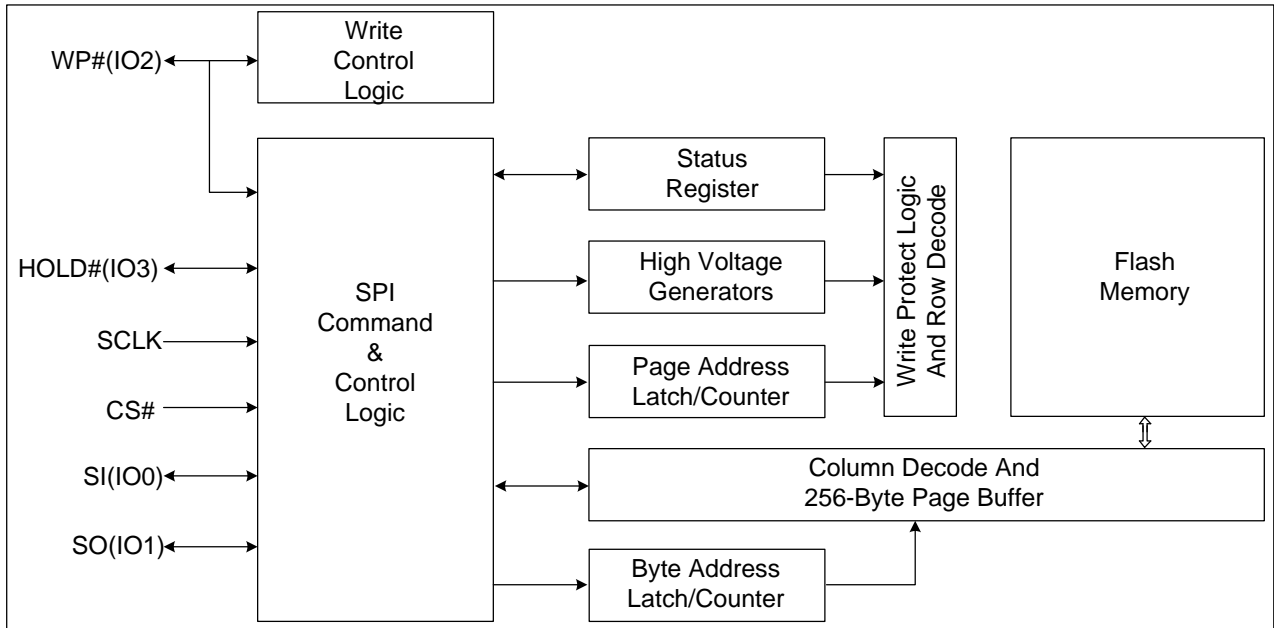 WP#(IO2)
Write
Control
Logic
HOLD#(IO3)
SCLK
CS#
SI(IO0)
SO(IO1)
SPI
Command
&
Control
Logic
Status
Register
High Voltage
Generators
Page Address
Latch/Counter
Write Protect Logic
And Row Decode
Flash
Memory
Column Decode And
256-Byte Page Buffer
Byte Address
Latch/Counter